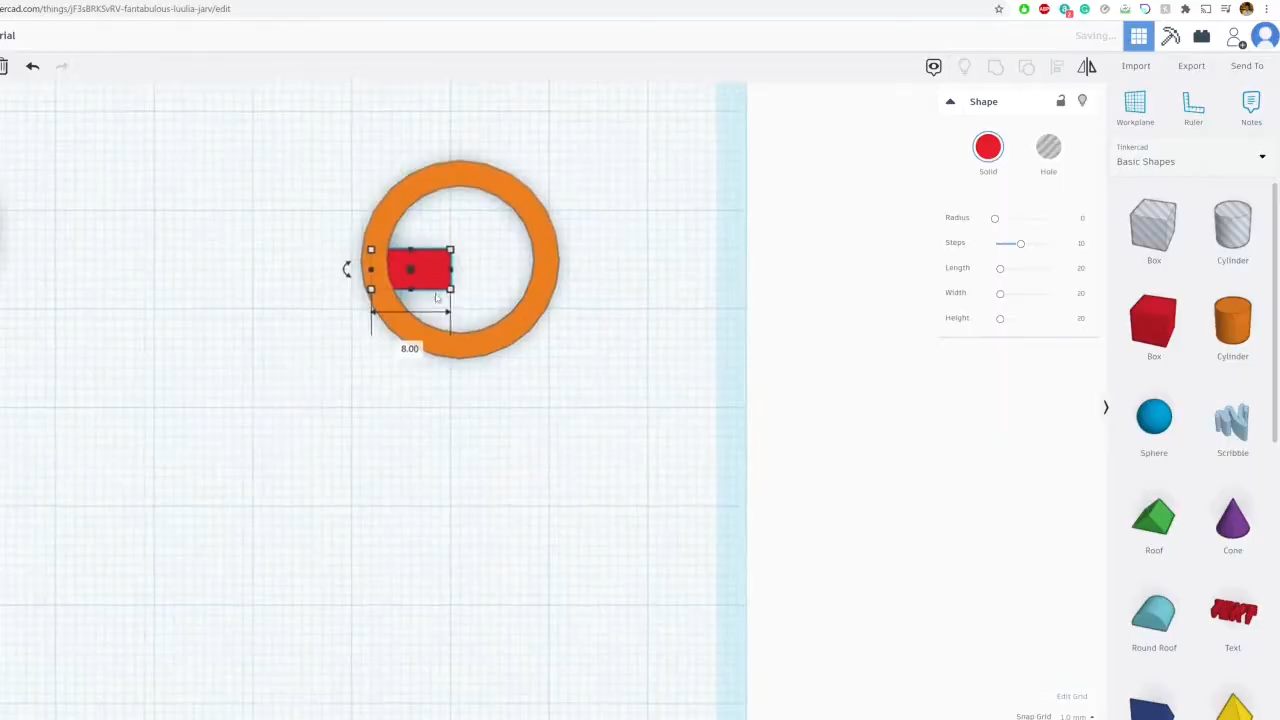 kercad.com/things/jF3sBRKSvRV-fantabulous-luulia-jarv/edit
rial
Saving...
Import
Export
Send To
Shape
Workplane
Ruler
Notes
Tinkercad
Basic Shapes
Solid
Hole
Radius
0
Steps
10
Length
20
Width
20
Height
20
Box
Cylinder
Box
Cylinder
8.00
Sphere
Scribble
Roof
Cone
Round Roof
Text
Edit Grid
Snap Grid
1.0 mm